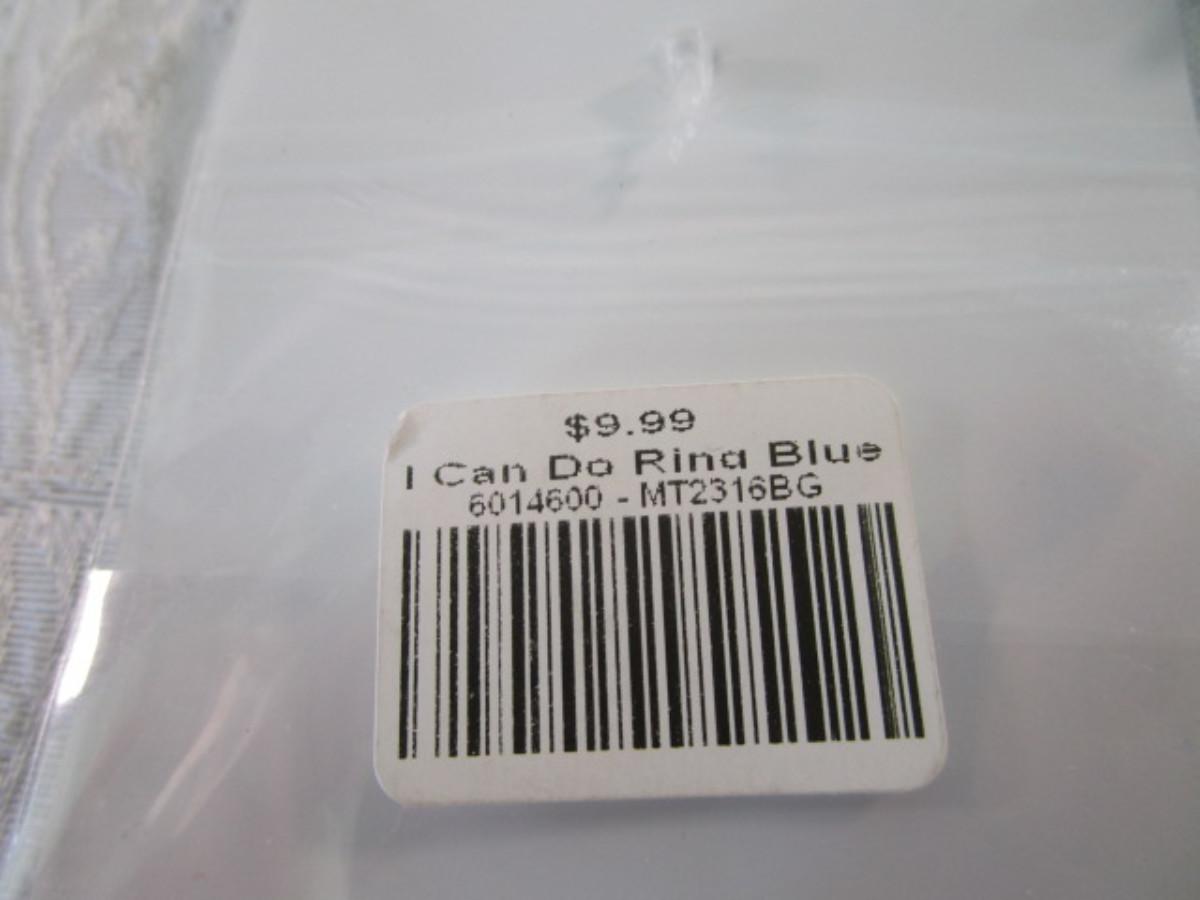 $9.99
I Can Do Ring Blue
6014600 - MT2316BG